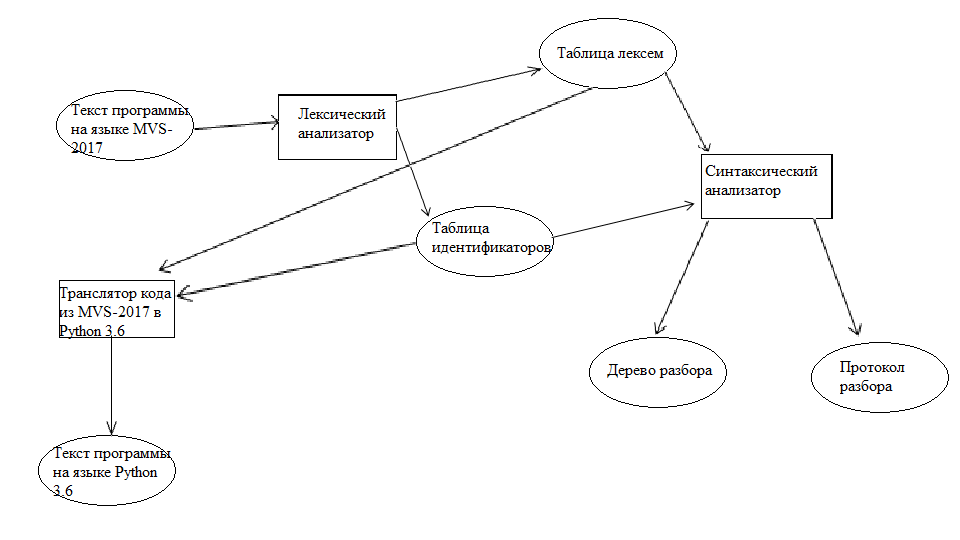 Таблица лексем
Текст программы
на языке MVS-
2017
Лексический
анализатор
Синтаксический
анализатор
Таблица
идентификаторов
Транслятор кода
из MVS-2017 в
Python 3.6
Дерево разбора
Протокол
разбора
Текст программы
на языке Python
3.6